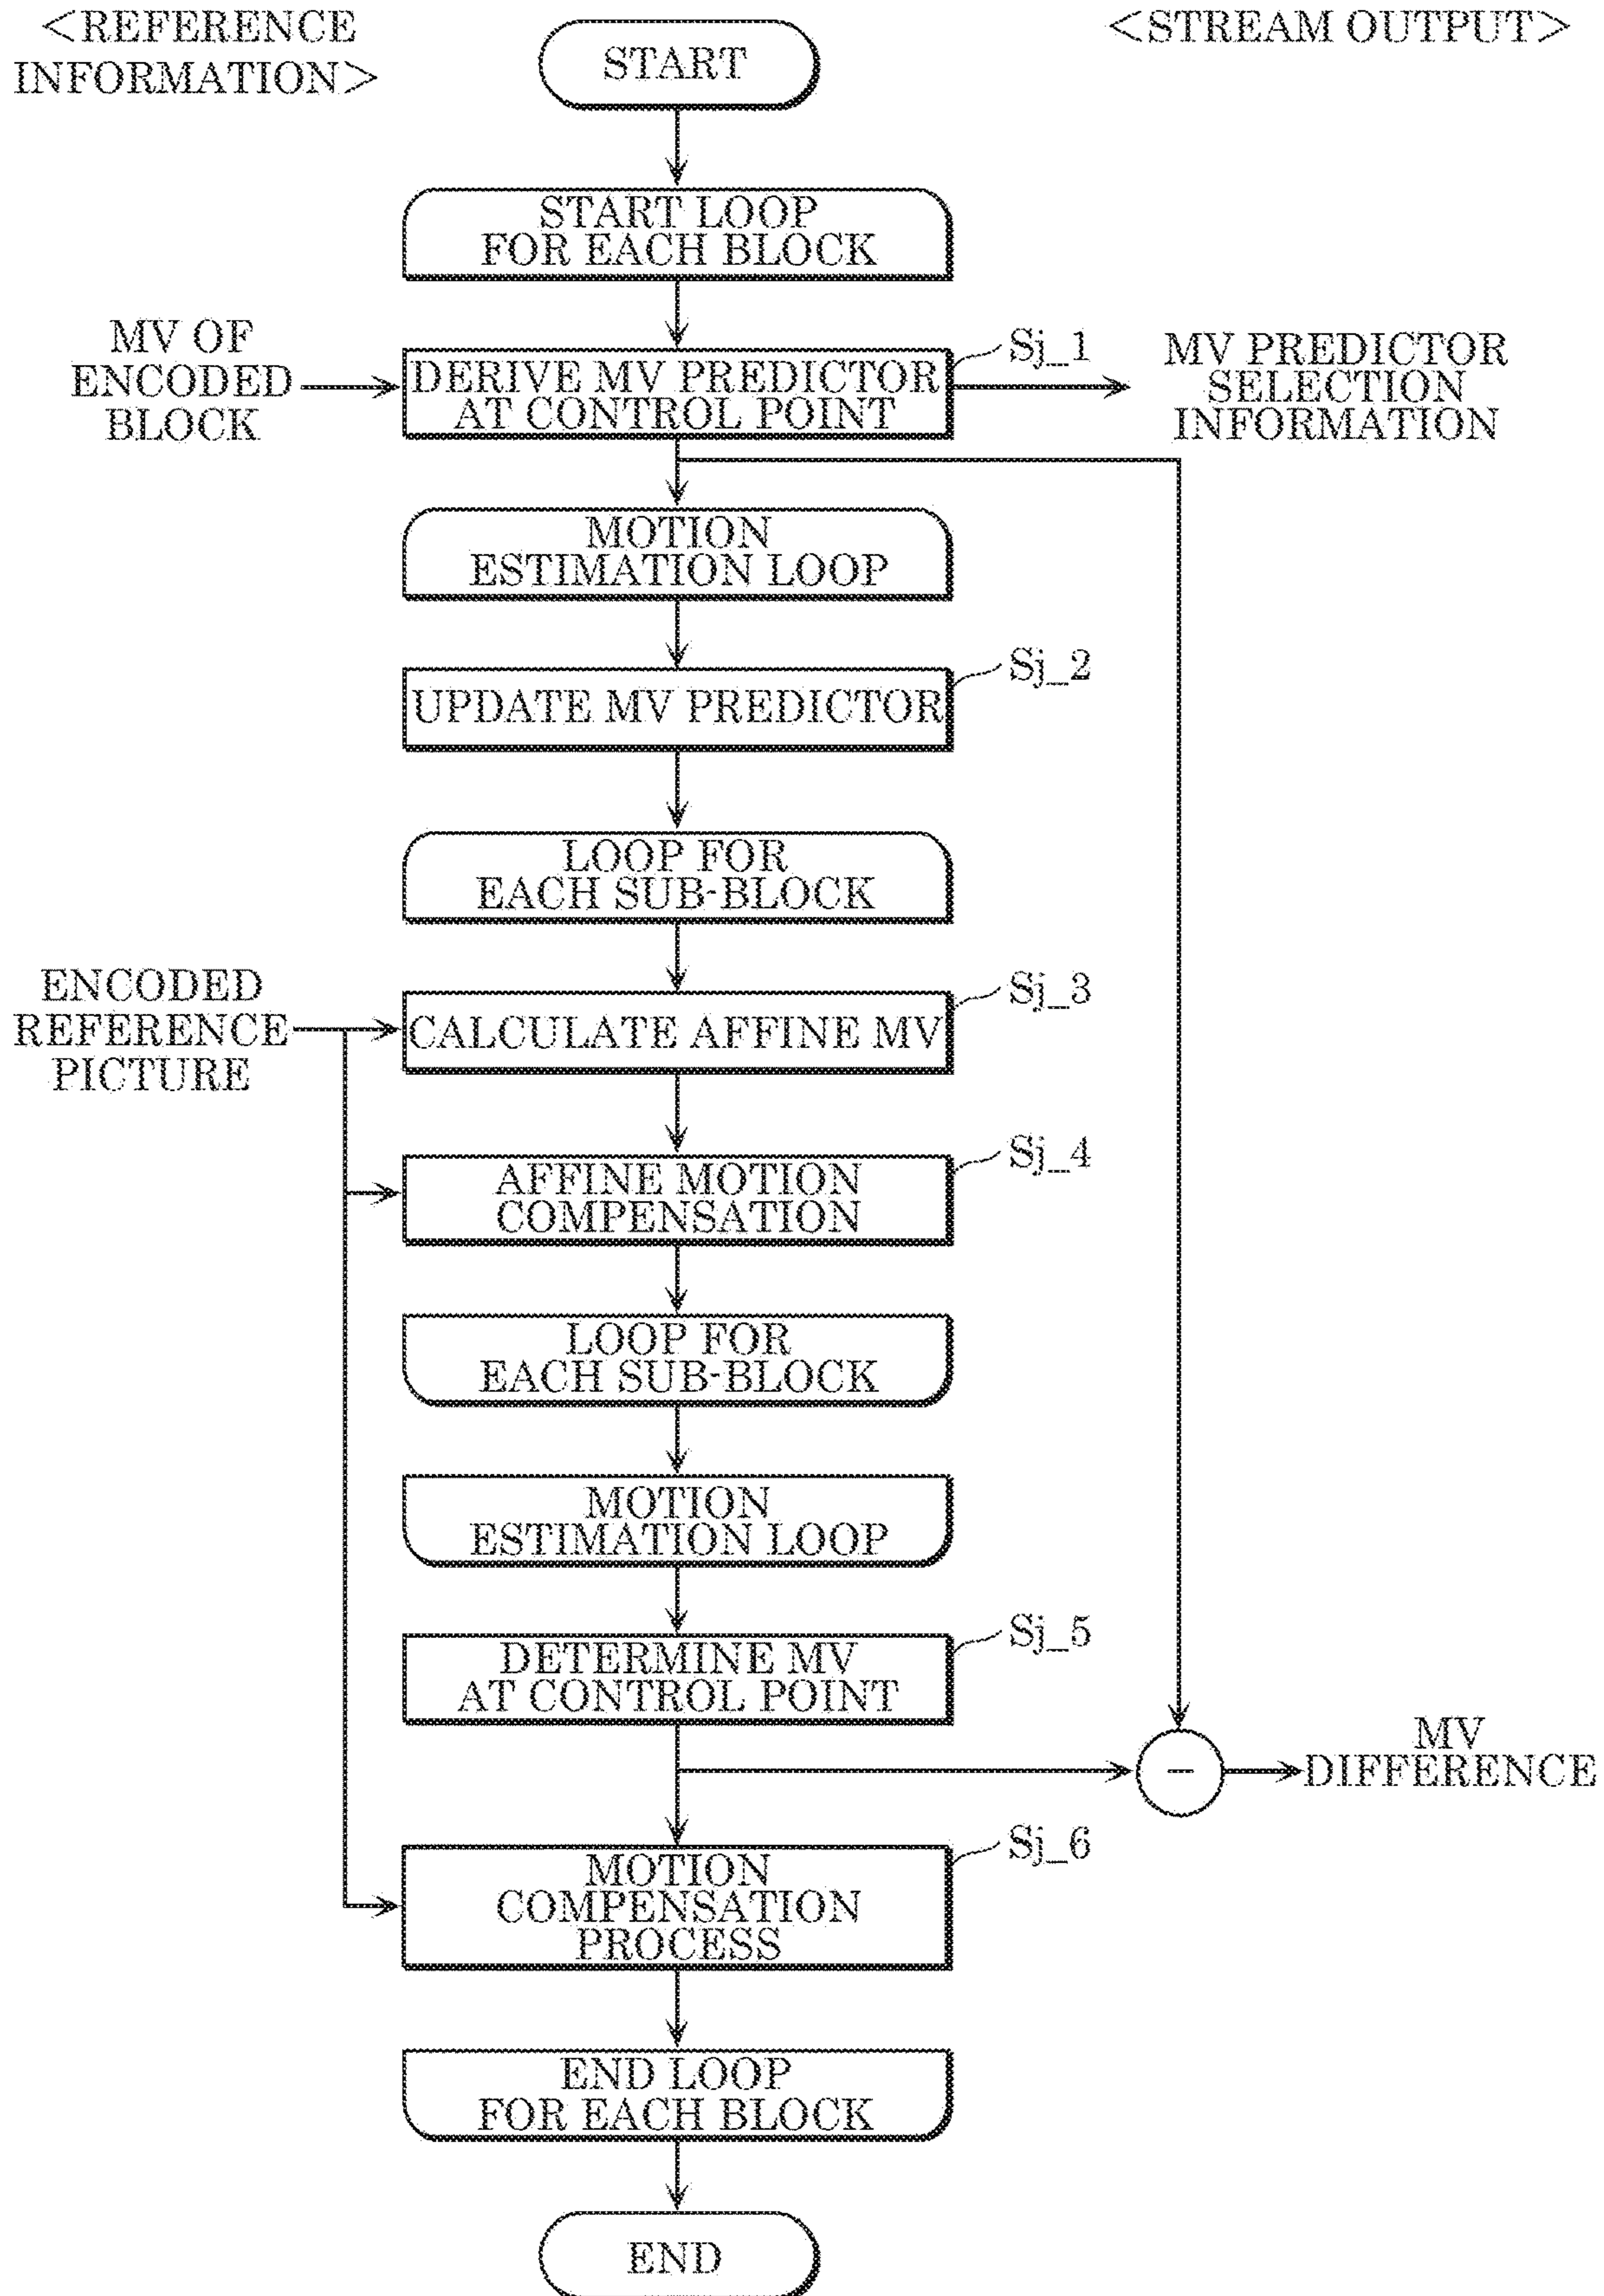 <REFERENCE
INFORMATION>
<STREAM OUTPUT>
START
START LOOP
FOR EACH BLOCK
MV OF
ENCODED
BLOCK
DERIVE MV PREDICTOR
AT CONTROL POINT
Sj_1
MV PREDICTOR
SELECTION
INFORMATION
MOTION
ESTIMATION LOOP
Sj_2
UPDATE MV PREDICTOR
LOOP FOR
EACH SUB-BLOCK
ENCODED
REFERENCE
PICTURE
Sj_3
CALCULATE AFFINE MV
Sj_4
AFFINE MOTION
COMPENSATION
LOOP FOR
EACH SUB-BLOCK
MOTION
ESTIMATION LOOP
Sj_5
DETERMINE MV
AT CONTROL POINT
−
MV
DIFFERENCE
Sj_6
MOTION
COMPENSATION
PROCESS
END LOOP
FOR EACH BLOCK
END